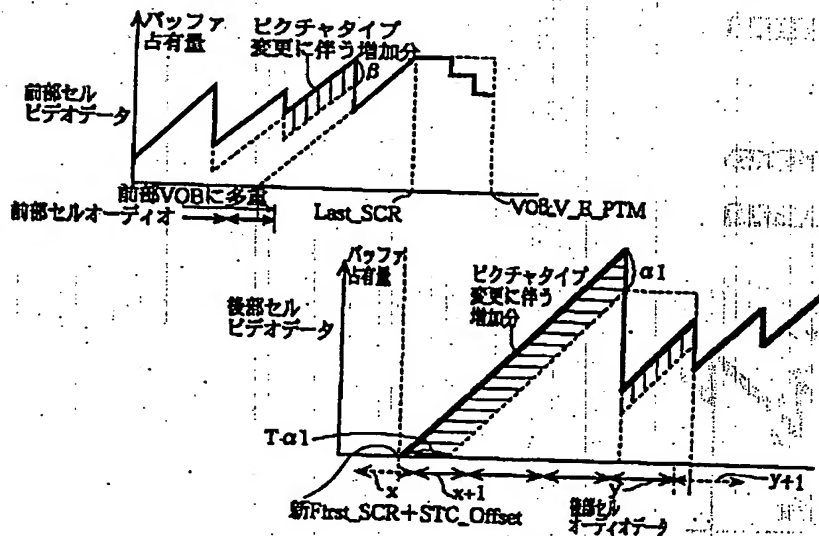 バッファ
占有量
ピクチャタイプ
変更に伴う増加分
β
前部セル
ビデオデータ
前部VOBに多重
前部セルオーディオ
Last_SCR
VOB_V_E_PTM
バッファ
占有量
ピクチャタイプ
変更に伴う
増加分
α1
後部セル
ビデオデータ
T-α1
x
x+1
y
y+1
新First_SCR+STC_Offset
後部セル
オーディオデータ